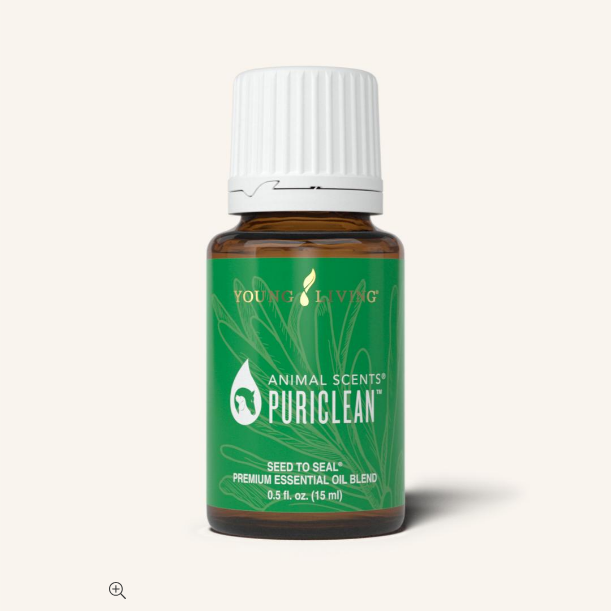 YOUNG LIVING®
ANIMAL SCENTS®
PURICLEAN™
SEED TO SEAL®
PREMIUM ESSENTIAL OIL BLEND
0.5 fl. oz. (15 ml)